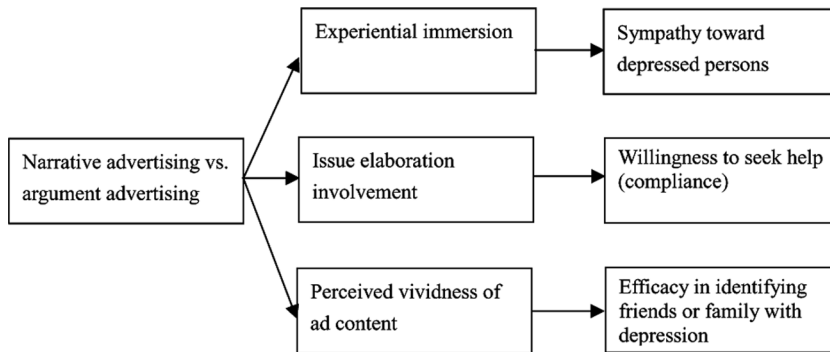 Experiential immersion
Sympathy toward
depressed persons
Narrative advertising vs.
argument advertising
Issue elaboration
involvement
Willingness to seek help
(compliance)
Perceived vividness of
ad content
Efficacy in identifying
friends or family with
depression